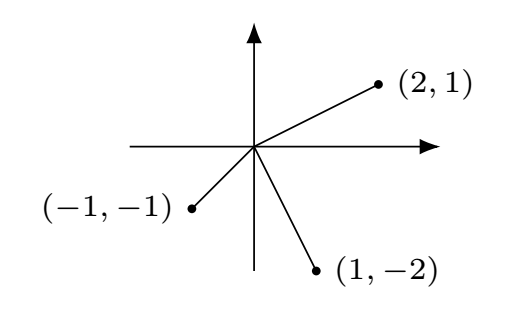 (2, 1)
(−1, −1)
(1, −2)